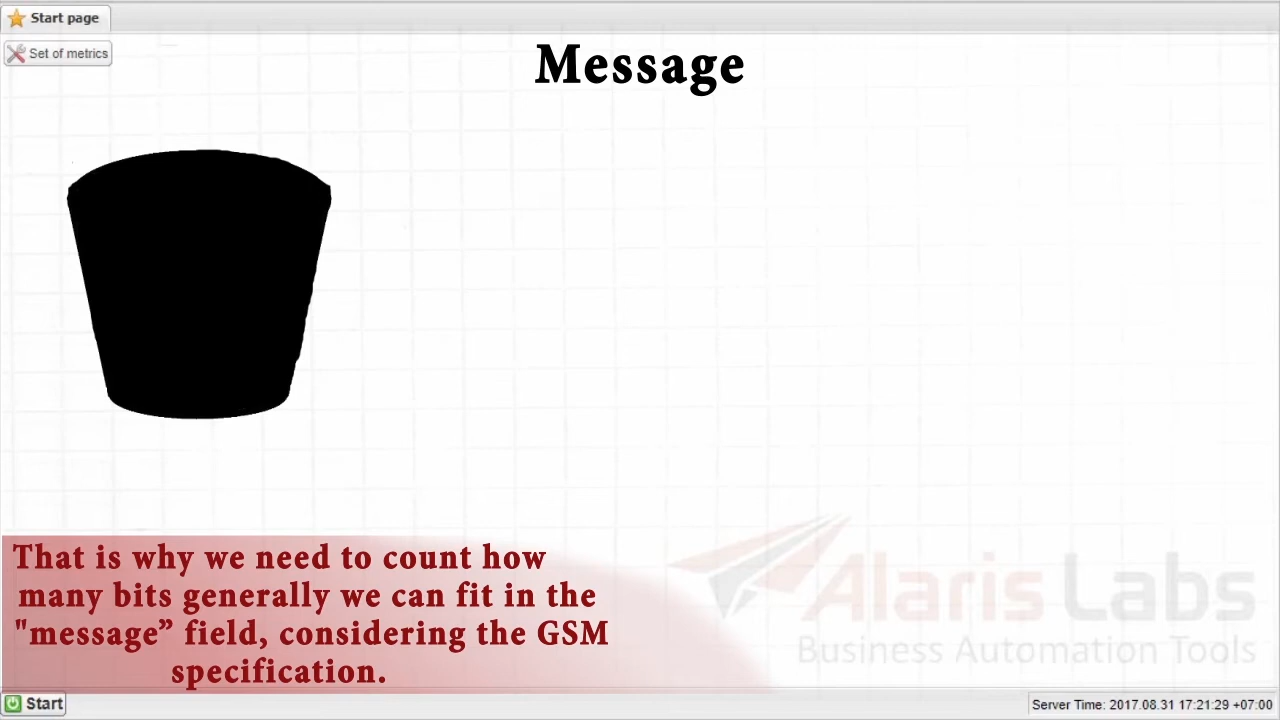 Start page
Set of metrics
Message
That is why we need to count how
many bits generally we can fit in the
"message” field, considering the GSM
specification.
Alaris Labs
Business Automation Tools
Start
Server Time: 2017.08.31 17:21:29 +07:00